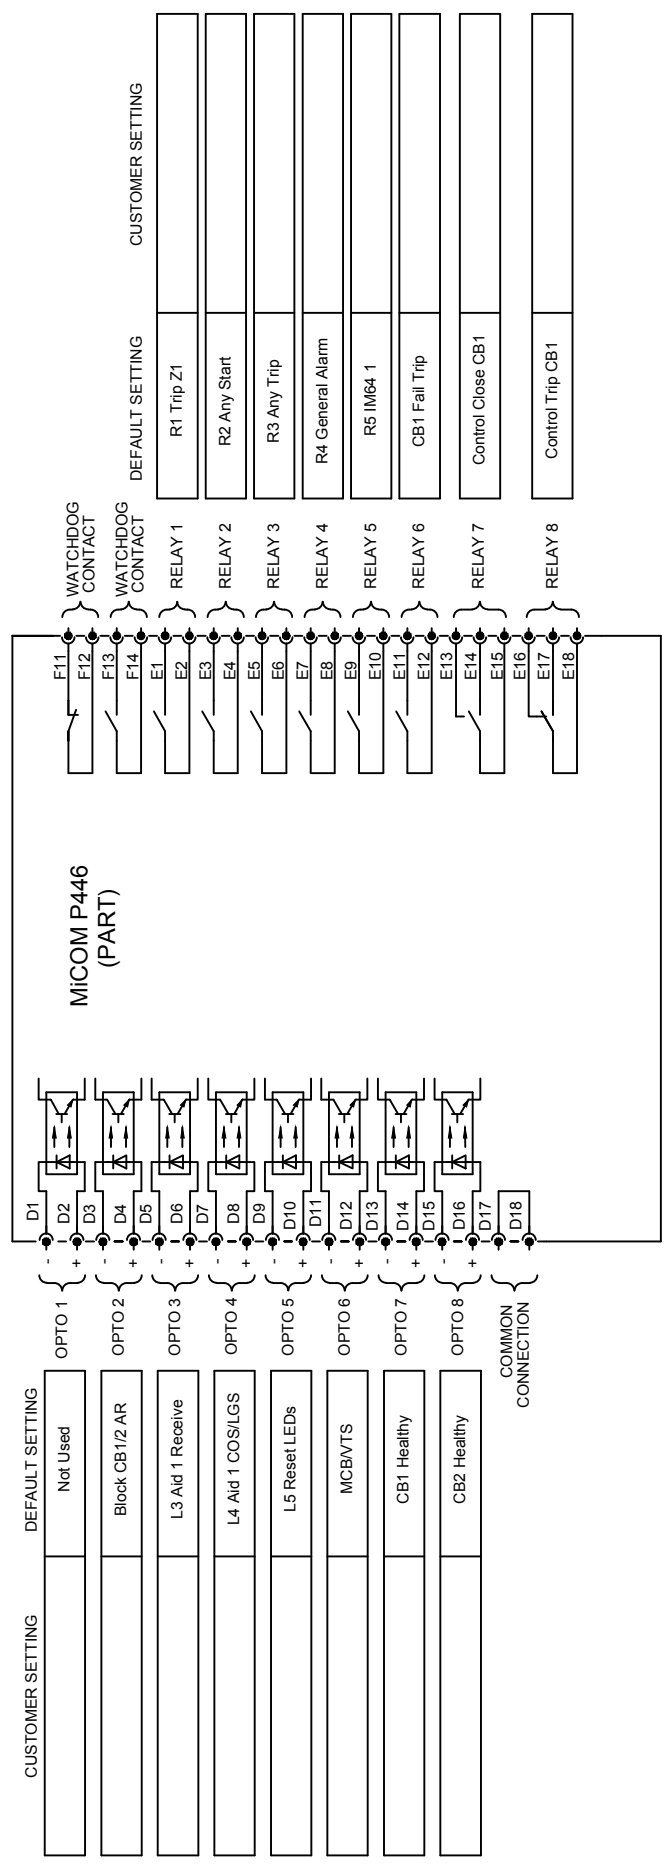 CUSTOMER SETTING
DEFAULT SETTING
Not Used
OPTO 1
-
+
D1
D2
Block CB1/2 AR
OPTO 2
-
+
D3
D4
L3 Aid 1 Receive
OPTO 3
-
+
D5
D6
L4 Aid 1 COS/LGS
OPTO 4
-
+
D7
D8
L5 Reset LEDs
OPTO 5
-
+
D9
D10
MCB/VTS
OPTO 6
-
+
D11
D12
CB1 Healthy
OPTO 7
-
+
D13
D14
CB2 Healthy
OPTO 8
-
+
D15
D16
COMMON
CONNECTION
D17
D18
MiCOM P446
(PART)
F11
F12
WATCHDOG
CONTACT
F13
F14
WATCHDOG
CONTACT
DEFAULT SETTING
CUSTOMER SETTING
E1
E2
RELAY 1
R1 Trip Z1
E3
E4
RELAY 2
R2 Any Start
E5
E6
RELAY 3
R3 Any Trip
E7
E8
RELAY 4
R4 General Alarm
E9
E10
RELAY 5
R5 IM64 1
E11
E12
RELAY 6
CB1 Fail Trip
E13
E14
E15
RELAY 7
Control Close CB1
E16
E17
E18
RELAY 8
Control Trip CB1